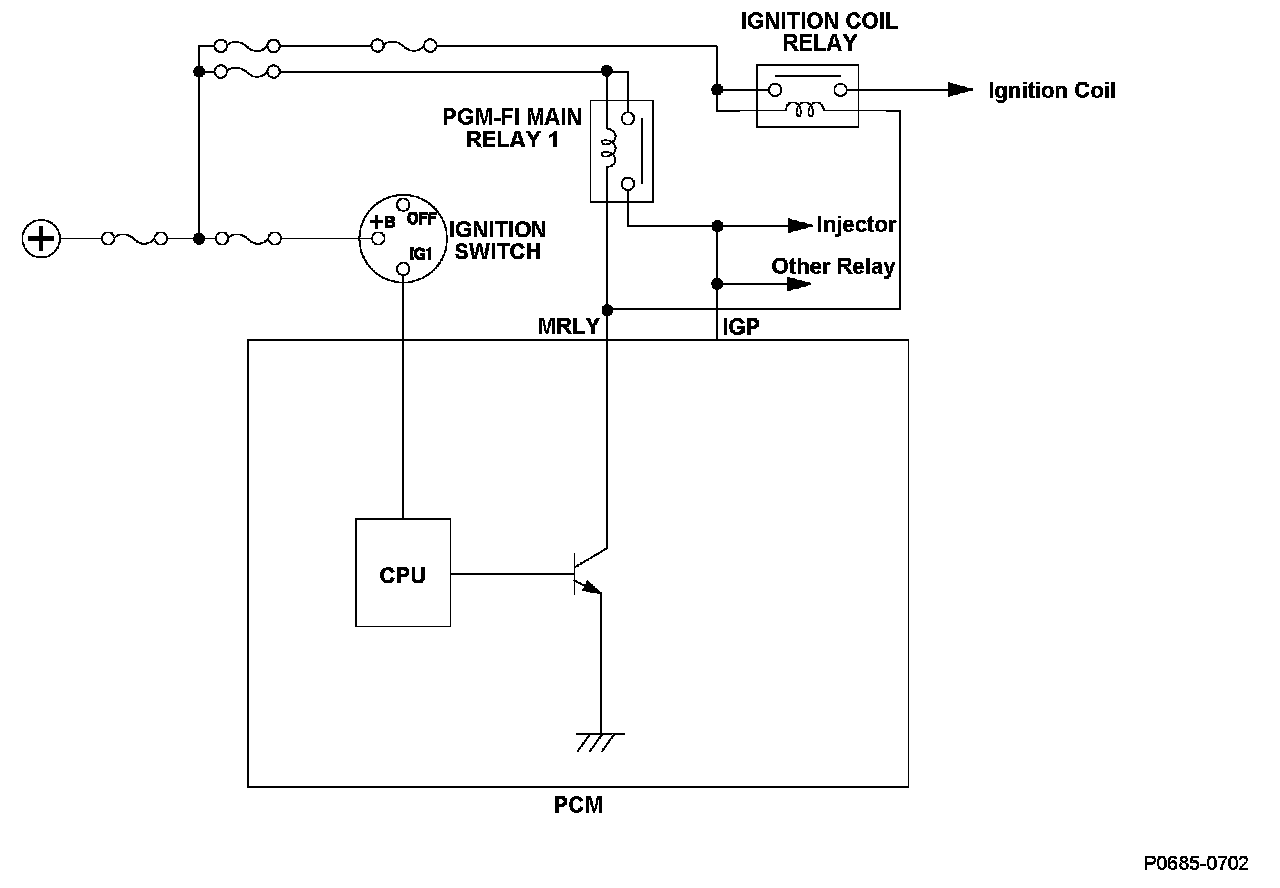 IGNITION COIL
RELAY
Ignition Coil
PGM-FI MAIN
RELAY 1
+B
OFF
IG1
IGNITION
SWITCH
Injector
Other Relay
MRLY
IGP
CPU
PCM
P0685-0702